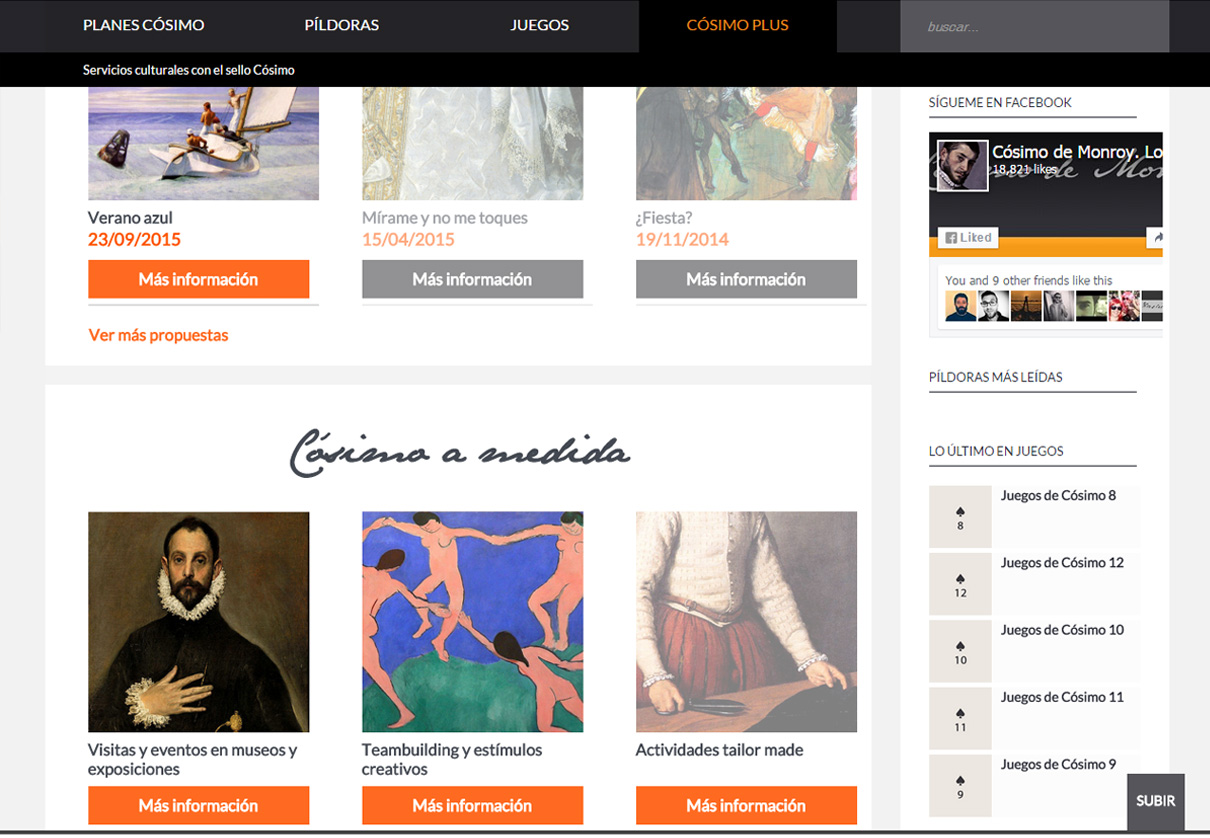 PLANES CÓSIMO
PÍLDORAS
JUEGOS
CÓSIMO PLUS
buscar...
Servicios culturales con el sello Cósimo
Verano azul
23/09/2015
Más información
Mírame y no me toques
15/04/2015
Más información
¿Fiesta?
19/11/2014
Más información
Ver más propuestas
Cósimo a medida
Visitas y eventos en museos y
exposiciones
Más información
Teambuilding y estímulos
creativos
Más información
Actividades tailor made
Más información
SÍGUEME EN FACEBOOK
Cósimo de Monroy. Lo
18,821 likes
Liked
You and 9 other friends like this
PÍLDORAS MÁS LEÍDAS
LO ÚLTIMO EN JUEGOS
8
Juegos de Cósimo 8
12
Juegos de Cósimo 12
10
Juegos de Cósimo 10
11
Juegos de Cósimo 11
9
Juegos de Cósimo 9
SUBIR